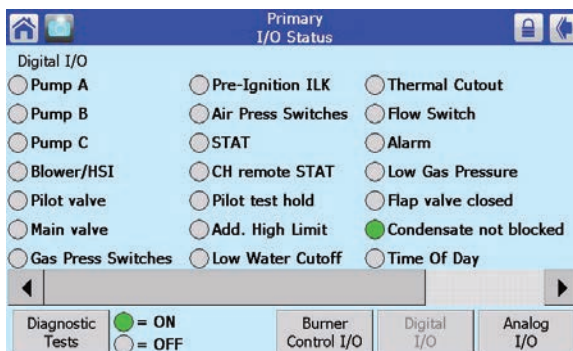 Primary
I/O Status
Digital I/O
Pump A
Pre-Ignition ILK
Thermal Cutout
Pump B
Air Press Switches
Flow Switch
Pump C
STAT
Alarm
Blower/HSI
CH remote STAT
Low Gas Pressure
Pilot valve
Pilot test hold
Flap valve closed
Main valve
Add. High Limit
Condensate not blocked
Gas Press Switches
Low Water Cutoff
Time Of Day
Diagnostic
Tests
= ON
= OFF
Burner
Control I/O
Digital
I/O
Analog
I/O